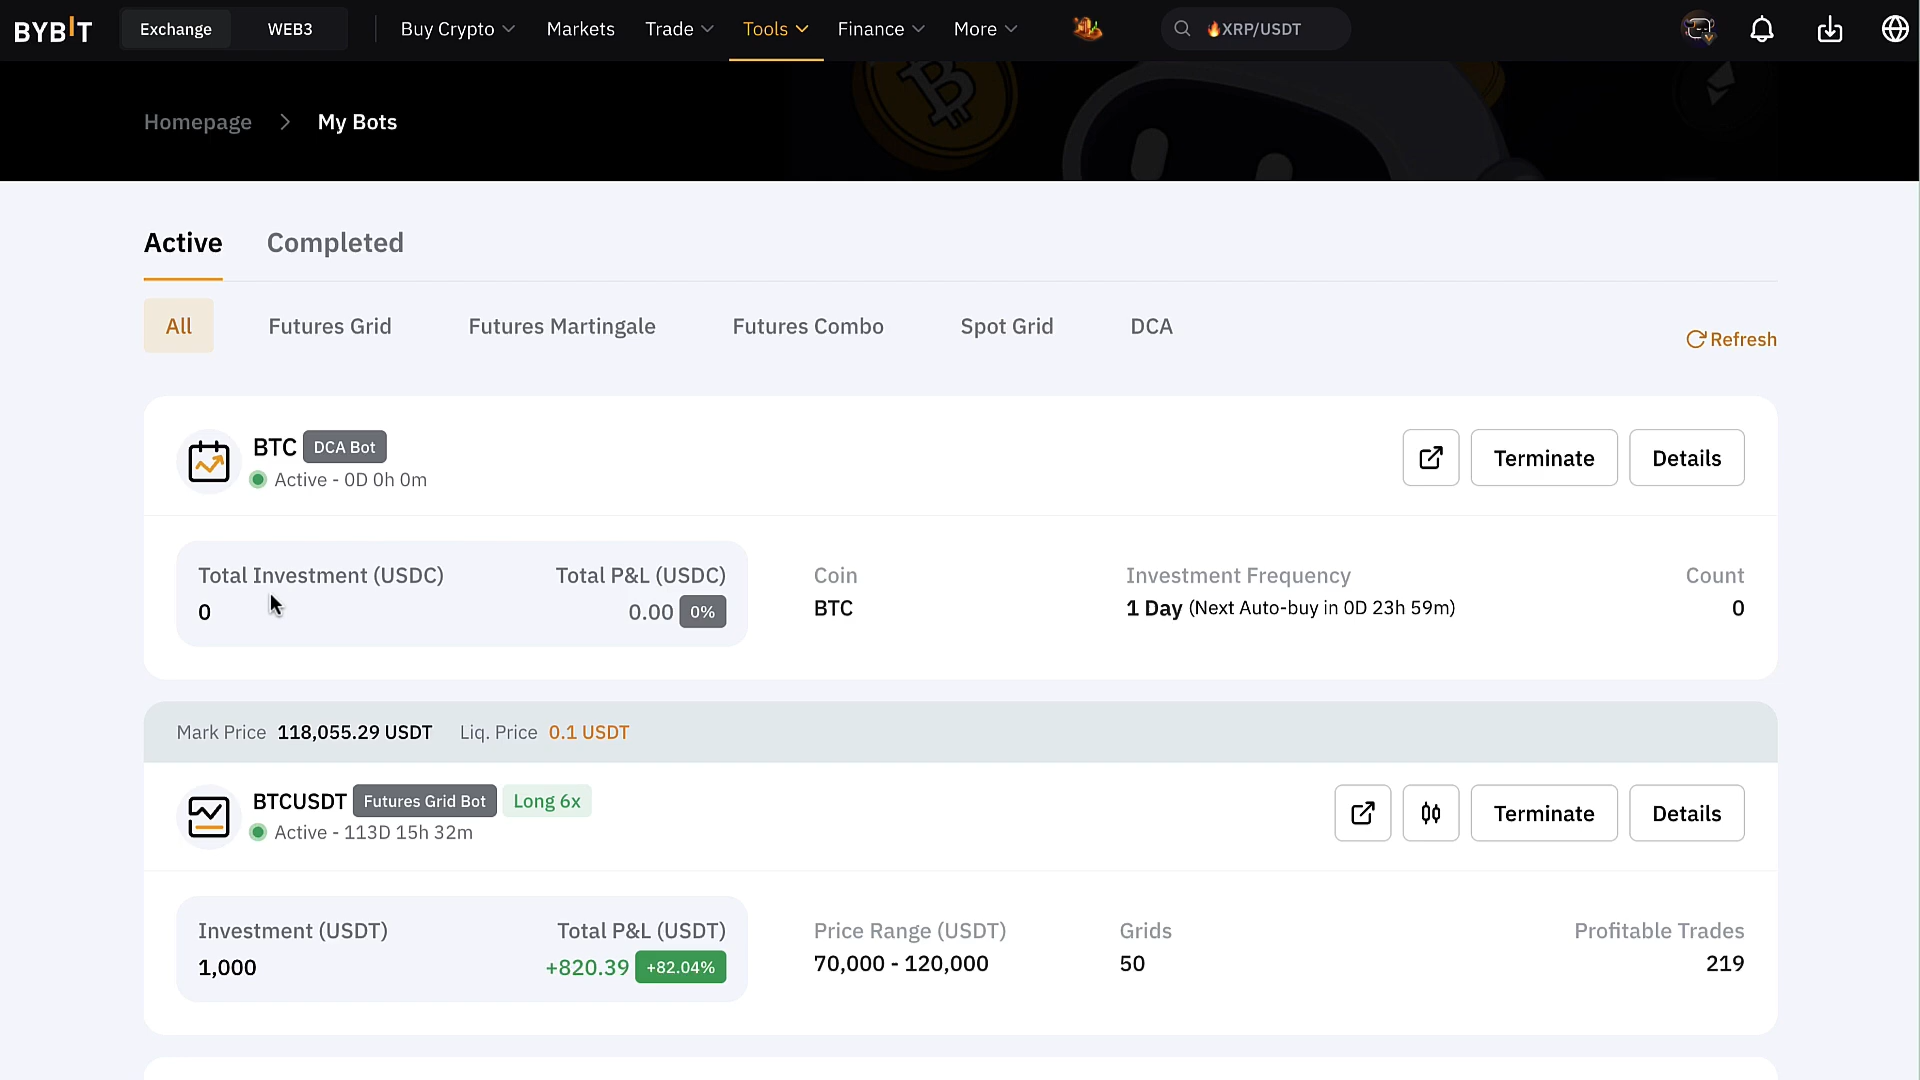 BYBIT Exchange WEB3 Buy Crypto Markets Trade Tools Finance More XRP/USDT
Homepage > My Bots
Active Completed
All Futures Grid Futures Martingale Futures Combo Spot Grid DCA Refresh
BTC DCA Bot
Active - 0D 0h 0m
Terminate Details
Total Investment (USDC) Total P&L (USDC) Coin Investment Frequency Count
0 0.00 0% BTC 1 Day (Next Auto-buy in 0D 23h 59m) 0
Mark Price 118,055.29 USDT Liq. Price 0.1 USDT
BTCUSDT Futures Grid Bot Long 6x
Active - 113D 15h 32m
Terminate Details
Investment (USDT) Total P&L (USDT) Price Range (USDT) Grids Profitable Trades
1,000 +820.39 +82.04% 70,000 - 120,000 50 219